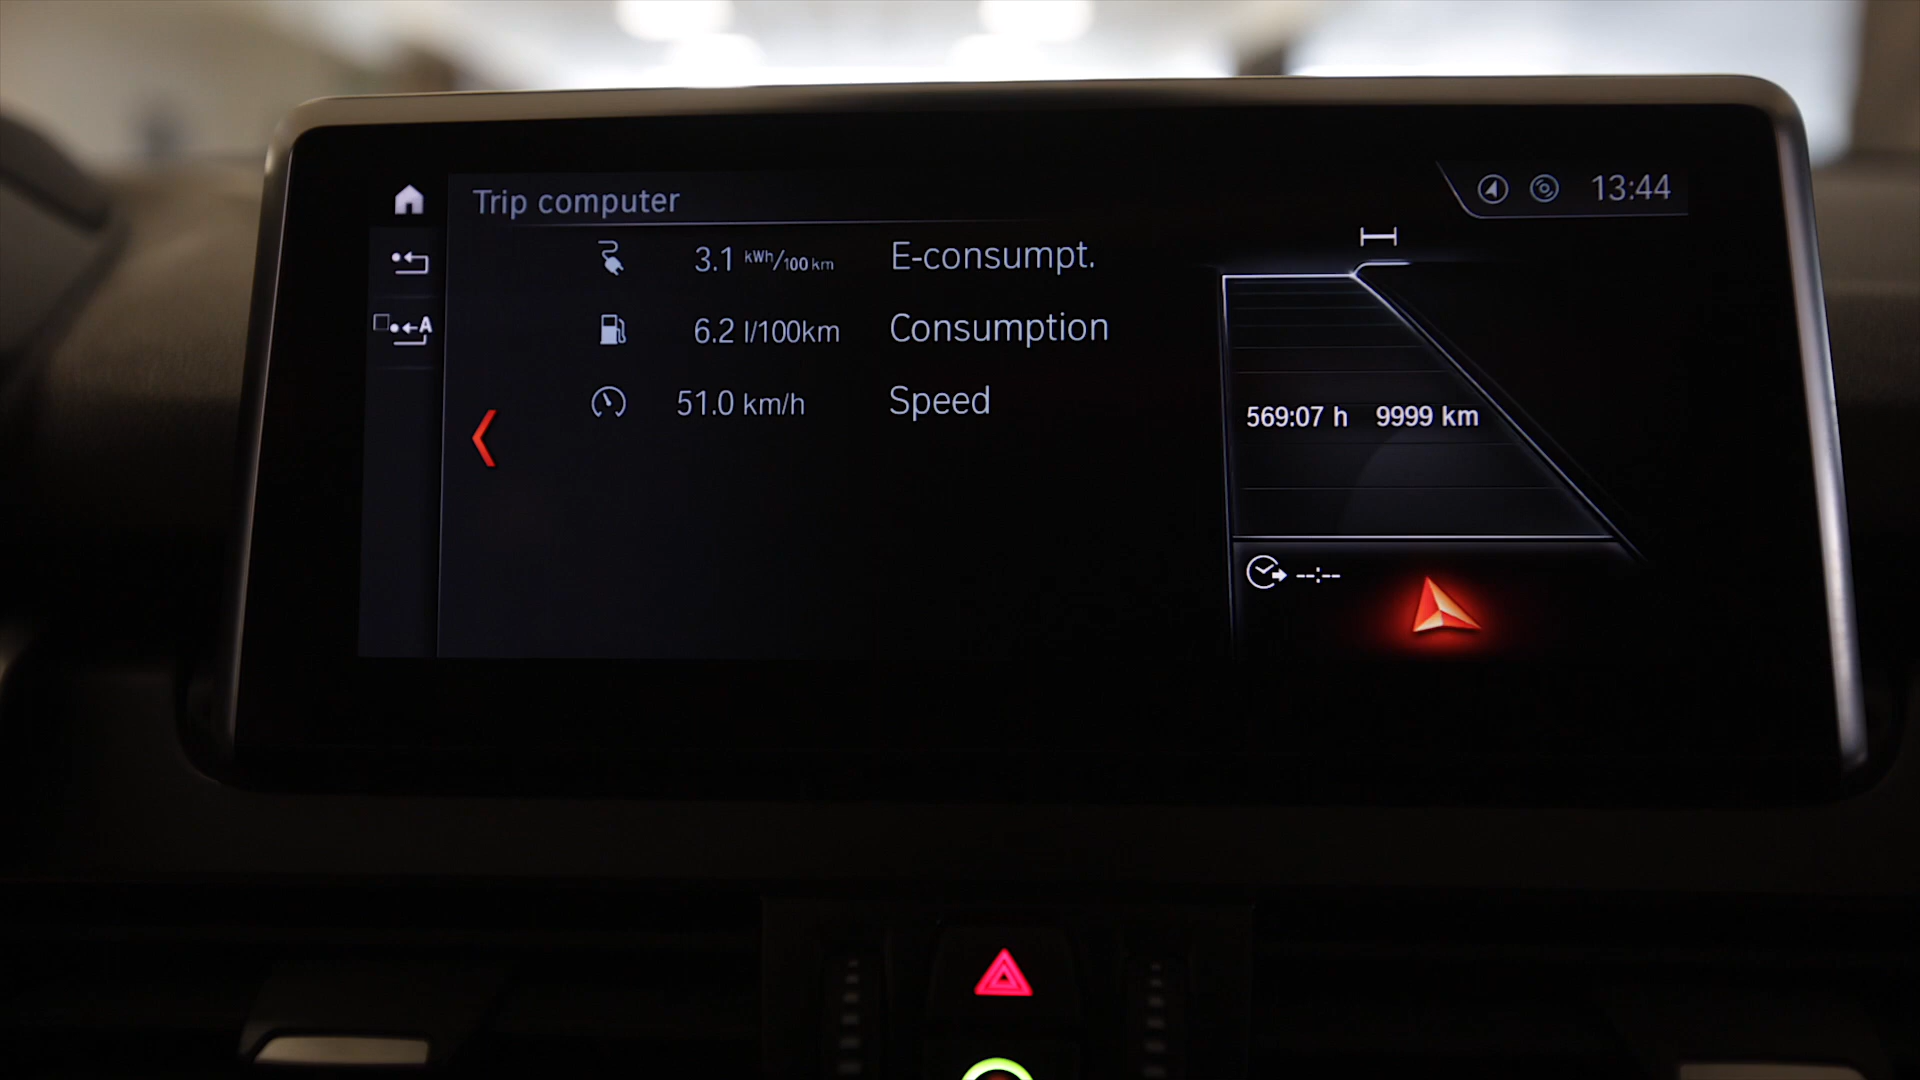 Trip computer
13:44
3.1 kWh/100 km E-consumpt.
6.2 l/100km Consumption
A
51.0 km/h Speed
569:07 h 9999 km
--:--